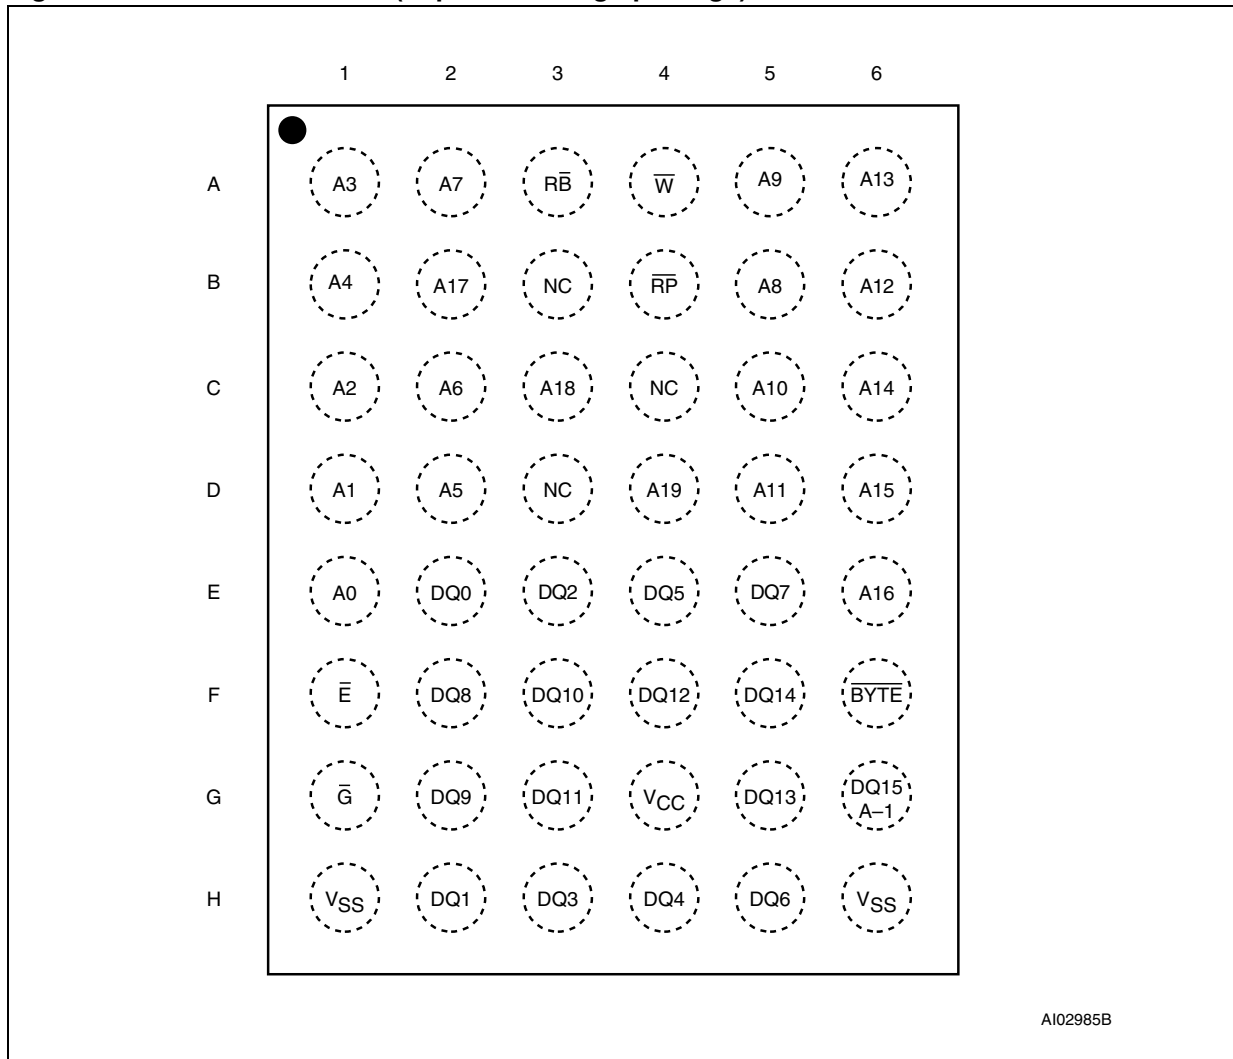 1 2 3 4 5 6
A A3 A7 RB̅ W̅ A9 A13
B A4 A17 NC R̅P̅ A8 A12
C A2 A6 A18 NC A10 A14
D A1 A5 NC A19 A11 A15
E A0 DQ0 DQ2 DQ5 DQ7 A16
F E̅ DQ8 DQ10 DQ12 DQ14 B̅Y̅T̅E̅
G G̅ DQ9 DQ11 VCC DQ13 DQ15
A–1
H VSS DQ1 DQ3 DQ4 DQ6 VSS
AI02985B